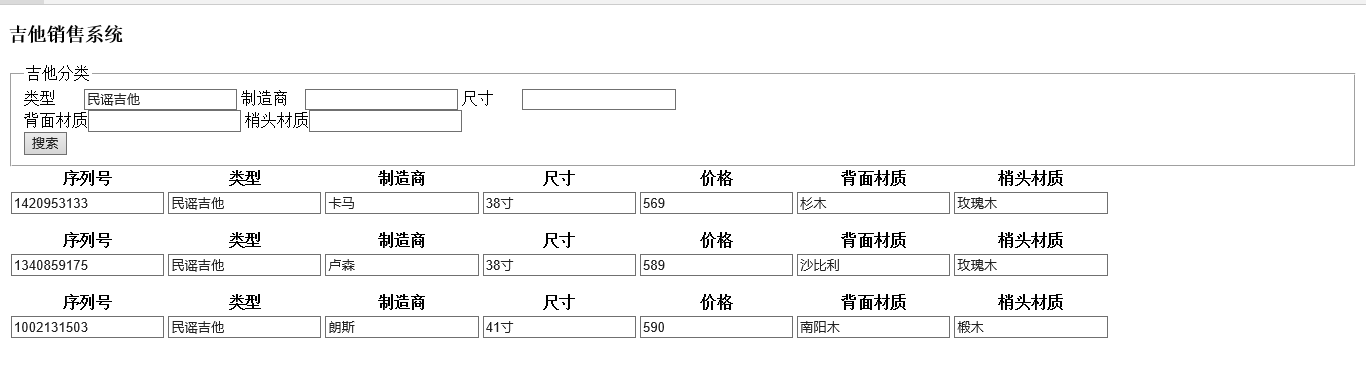 吉他销售系统
吉他分类
类型 民谣吉他 制造商 尺寸
背面材质 梢头材质
搜索
序列号 类型 制造商 尺寸 价格 背面材质 梢头材质
1420953133 民谣吉他 卡马 38寸 569 杉木 玫瑰木
序列号 类型 制造商 尺寸 价格 背面材质 梢头材质
1340859175 民谣吉他 卢森 38寸 589 沙比利 玫瑰木
序列号 类型 制造商 尺寸 价格 背面材质 梢头材质
1002131503 民谣吉他 朗斯 41寸 590 南阳木 椴木